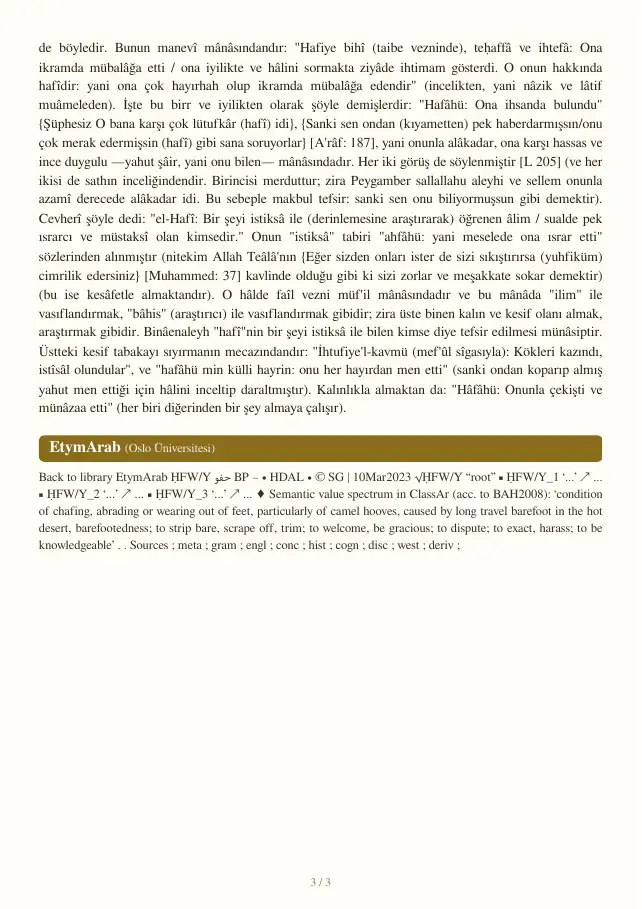 de böyledir. Bunun manevî mânâsındandır: "Hafiye bihî (taibe vezninde), teḥaffâ ve ihtefâ: Ona
ikramda mübalâğa etti / ona iyilikte ve hâlini sormakta ziyâde ihtimam gösterdi. O onun hakkında
hafîdir: yani ona çok hayırhah olup ikramda mübalâğa edendir" (incelikten, yani nâzik ve lâtif
muâmeleden). İşte bu birr ve iyilikten olarak şöyle demişlerdir: "Hafâhü: Ona ihsanda bulundu"
{Şüphesiz O bana karşı çok lütufkâr (hafî) idi}, {Sanki sen ondan (kıyametten) pek haberdarmışsın/onu
çok merak edermişsin (hafî) gibi sana soruyorlar} [A'râf: 187], yani onunla alâkadar, ona karşı hassas ve
ince duygulu —yahut şâir, yani onu bilen— mânâsındadır. Her iki görüş de söylenmiştir [L 205] (ve her
ikisi de sathın inceliğindendir. Birincisi merduttur; zira Peygamber sallallahu aleyhi ve sellem onunla
azamî derecede alâkadar idi. Bu sebeple makbul tefsir: sanki sen onu biliyormuşsun gibi demektir).
Cevherî şöyle dedi: "el-Hafî: Bir şeyi istiksâ ile (derinlemesine araştırarak) öğrenen âlim / sualde pek
ısrarcı ve müstaksî olan kimsedir." Onun "istiksâ" tabiri "ahfâhü: yani meselede ona ısrar etti"
sözlerinden alınmıştır (nitekim Allah Teâlâ'nın {Eğer sizden onları ister de sizi sıkıştırırsa (yuhfiküm)
cimrilik edersiniz} [Muhammed: 37] kavlinde olduğu gibi ki sizi zorlar ve meşakkate sokar demektir)
(bu ise kesâfetle almaktandır). O hâlde faîl vezni müf'il mânâsındadır ve bu mânâda "ilim" ile
vasıflandırmak, "bâhis" (araştırıcı) ile vasıflandırmak gibidir; zira üste binen kalın ve kesif olanı almak,
araştırmak gibidir. Binâenaleyh "hafî"nin bir şeyi istiksâ ile bilen kimse diye tefsir edilmesi münâsiptir.
Üstteki kesif tabakayı sıyırmanın mecazındandır: "İhtufiye'l-kavmü (mef'ûl sîgasıyla): Kökleri kazındı,
istîsâl olundular", ve "hafâhü min külli hayrin: onu her hayırdan men etti" (sanki ondan koparıp almış
yahut men ettiği için hâlini inceltip daraltmıştır). Kalınlıkla almaktan da: "Hâfâhü: Onunla çekişti ve
münâzaa etti" (her biri diğerinden bir şey almaya çalışır).
EtymArab (Oslo Üniversitesi)
Back to library EtymArab ḤFW/Y حفو BP – • HDAL • © SG | 10Mar2023 √ḤFW/Y “root” ▪ ḤFW/Y_1 ‘...’ ↗ ...
▪ ḤFW/Y_2 ‘...’ ↗ ... ▪ ḤFW/Y_3 ‘...’ ↗ ... ♦ Semantic value spectrum in ClassAr (acc. to BAH2008): ‘condition
of chafing, abrading or wearing out of feet, particularly of camel hooves, caused by long travel barefoot in the hot
desert, barefootedness; to strip bare, scrape off, trim; to welcome, be gracious; to dispute; to exact, harass; to be
knowledgeable’ . . Sources ; meta ; gram ; engl ; conc ; hist ; cogn ; disc ; west ; deriv ;
3 / 3